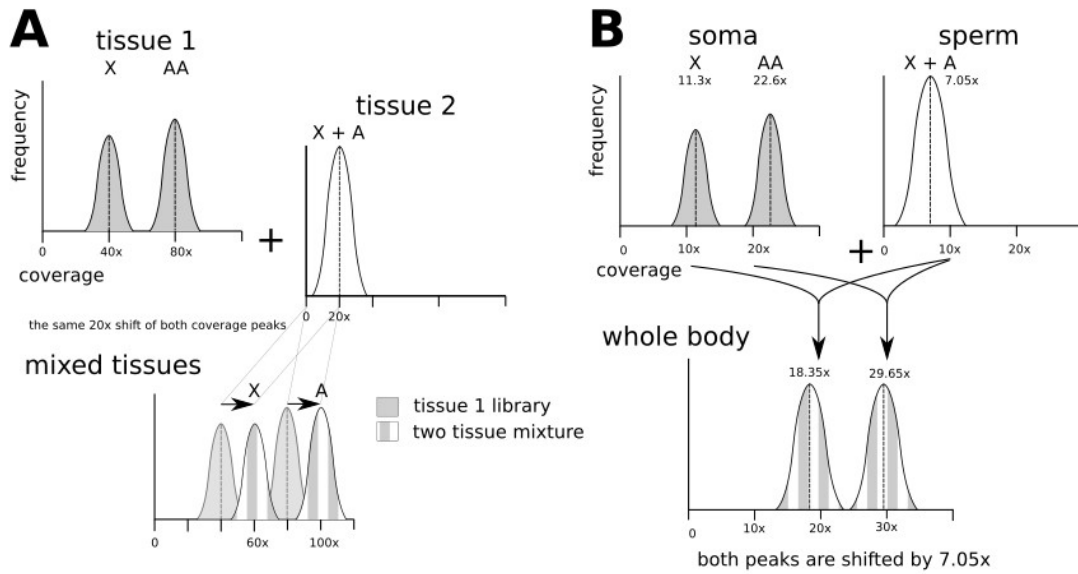 A
tissue 1
X AA
frequency
0 40x 80x
coverage
+
tissue 2
X + A
0 20x
the same 20x shift of both coverage peaks
mixed tissues
X A
0 60x 100x
tissue 1 library
two tissue mixture
B
soma
X AA
11.3x 22.6x
frequency
0 10x 20x
coverage
+
sperm
X + A
7.05x
0 10x 20x
whole body
18.35x 29.65x
0 10x 20x 30x
both peaks are shifted by 7.05x